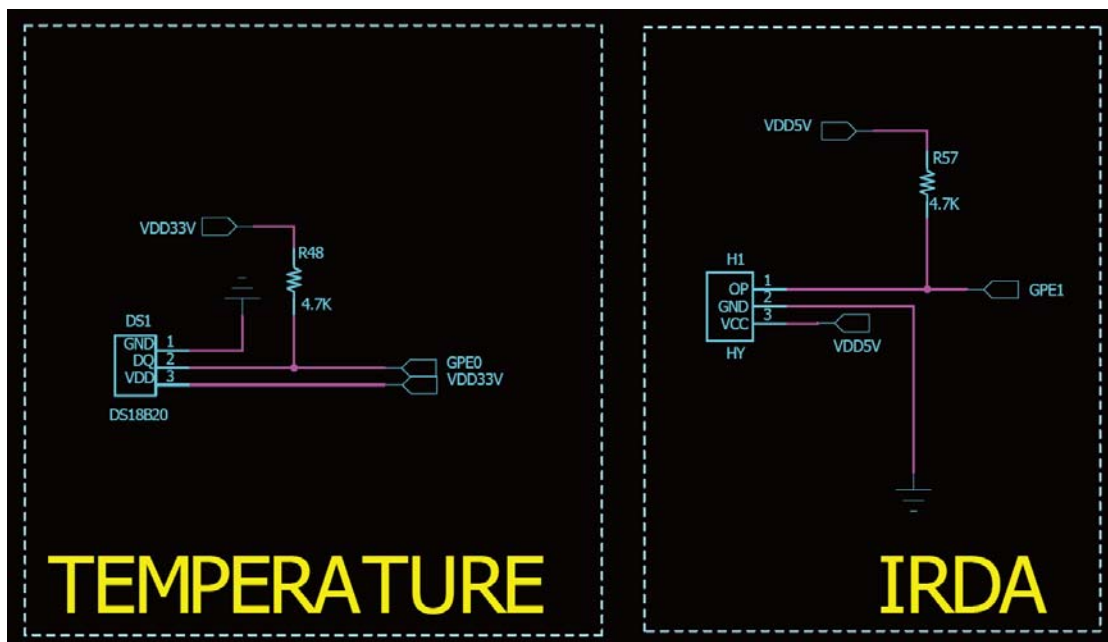 VDD33V
R48
4.7K
DS1
GND 1
DQ 2
VDD 3
DS18B20
GPE0
VDD33V
TEMPERATURE
VDD5V
R57
4.7K
H1
OP 1
GND 2
VCC 3
HY
GPE1
VDD5V
IRDA